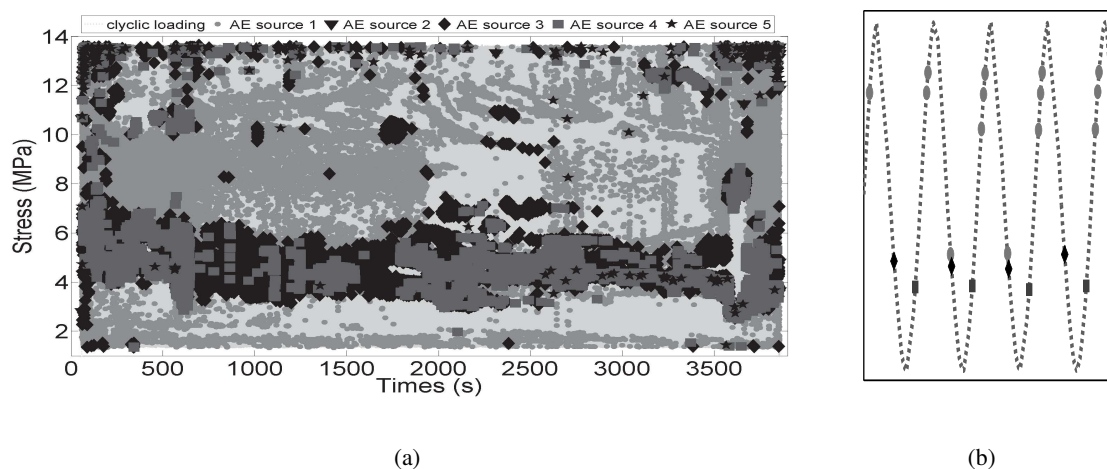 clyclic loading AE source 1 AE source 2 AE source 3 AE source 4 AE source 5
14
12
10
8
6
4
2
Stress (MPa)
0 500 1000 1500 2000 2500 3000 3500
Times (s)
(a) (b)